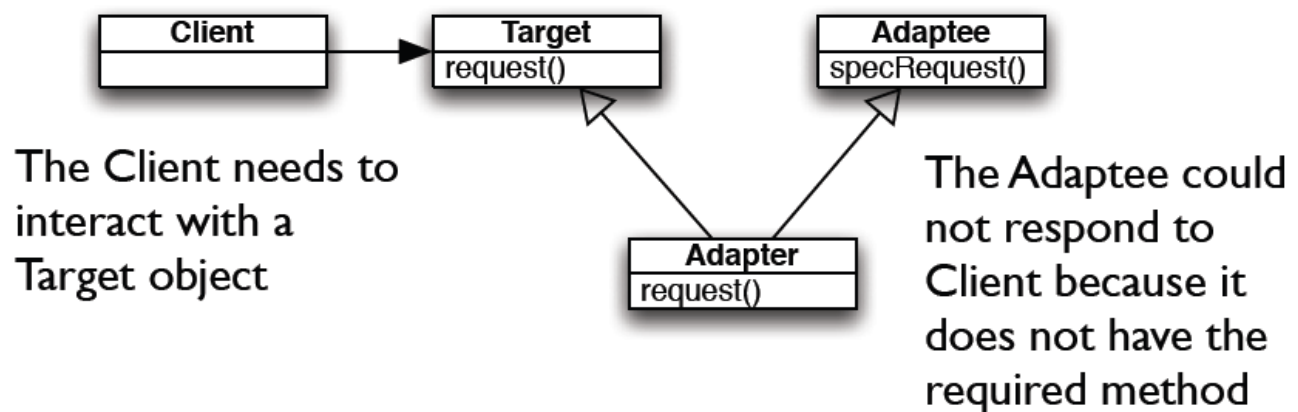 Client
Target
request()
Adaptee
specRequest()
The Client needs to
interact with a
Target object
Adapter
request()
The Adaptee could
not respond to
Client because it
does not have the
required method